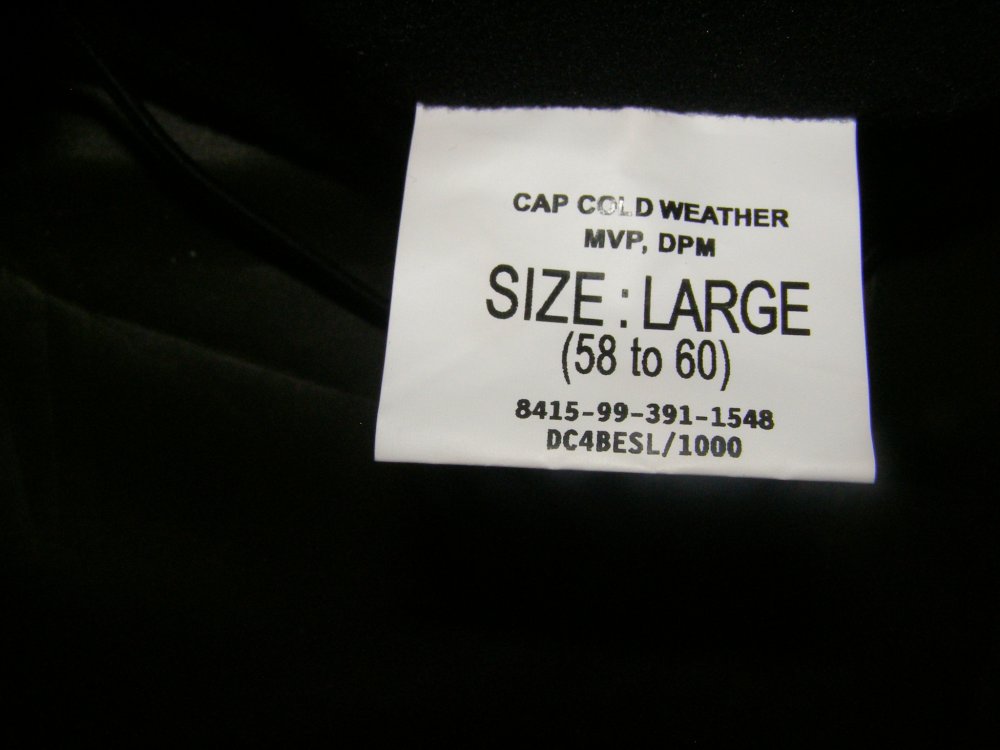 CAP COLD WEATHER
MVP, DPM
SIZE : LARGE
(58 to 60)
8415-99-391-1548
DC4BESL/1000